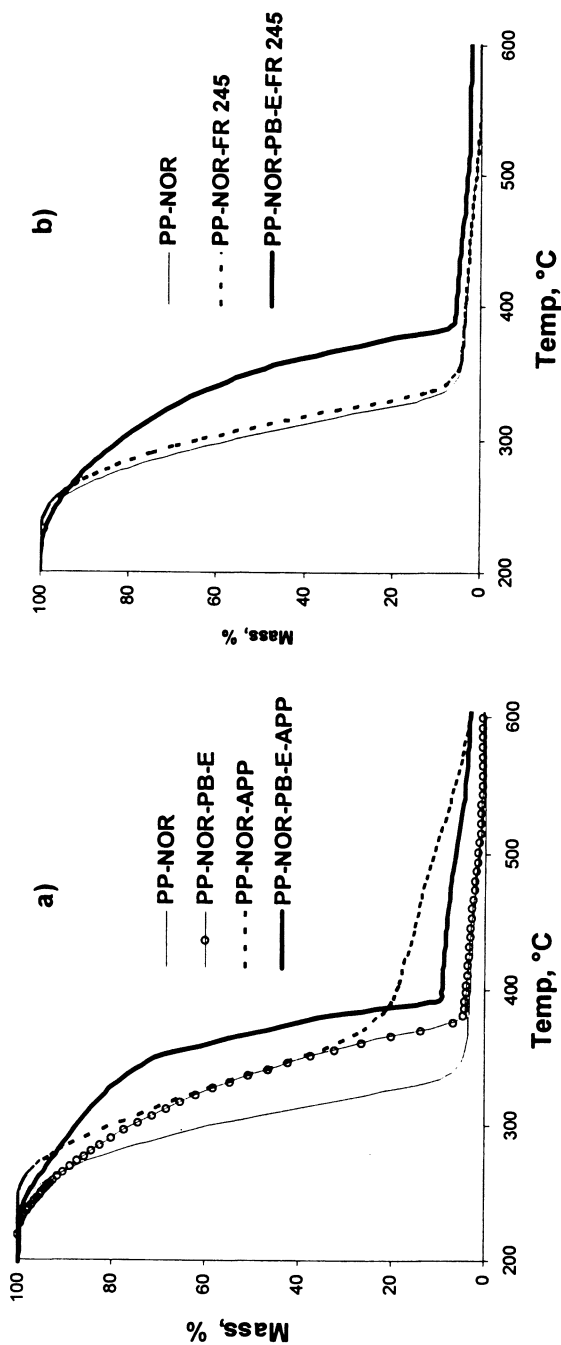 a)
PP-NOR
PP-NOR-PB-E
PP-NOR-APP
PP-NOR-PB-E-APP
Mass, %
100
80
60
40
20
0
200
300
400
500
600
Temp, °C
b)
PP-NOR
PP-NOR-FR 245
PP-NOR-PB-E-FR 245
Mass, %
100
80
60
40
20
0
200
300
400
500
600
Temp, °C